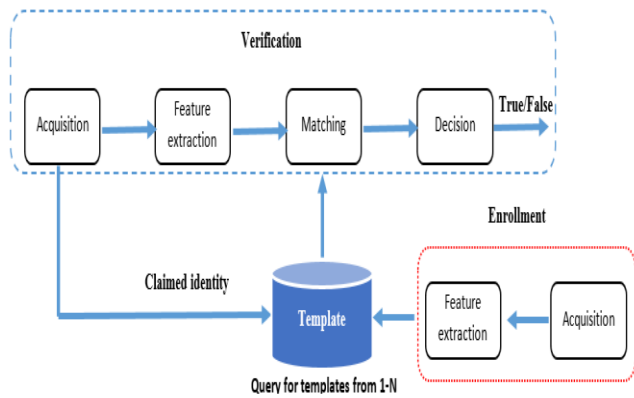 Verification
Acquisition
Feature
extraction
Matching
Decision
True/False
Enrollment
Claimed identity
Template
Feature
extraction
Acquisition
Query for templates from 1-N